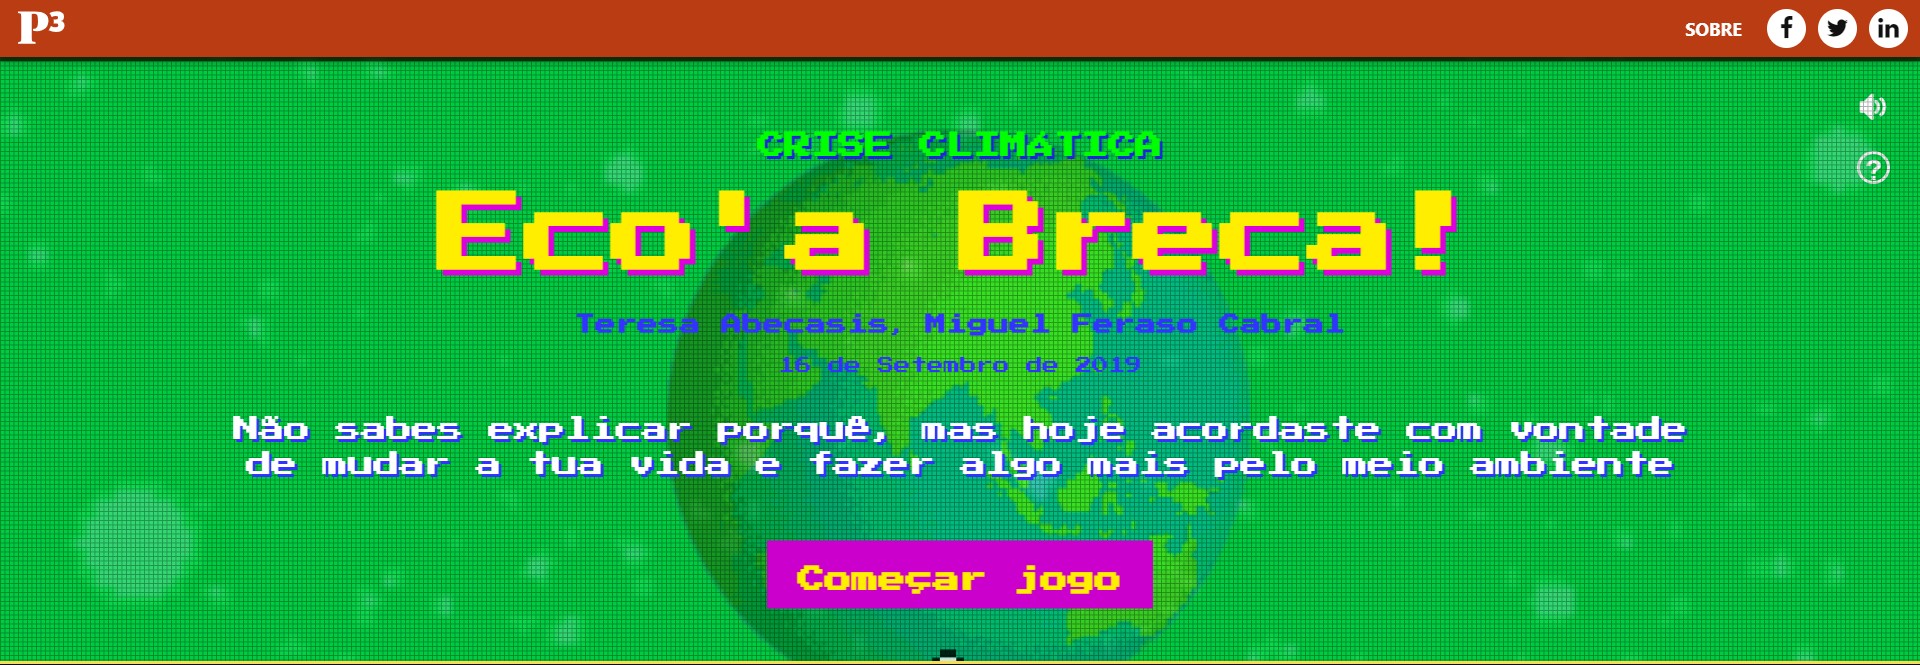 P3
SOBRE
CRISE CLIMáTICA
Eco'a Breca!
Teresa Abecasis, Miguel Feraso Cabral
16 de Setembro de 2019
Não sabes explicar porquê, mas hoje acordaste com vontade
de mudar a tua vida e fazer algo mais pelo meio ambiente
Começar jogo